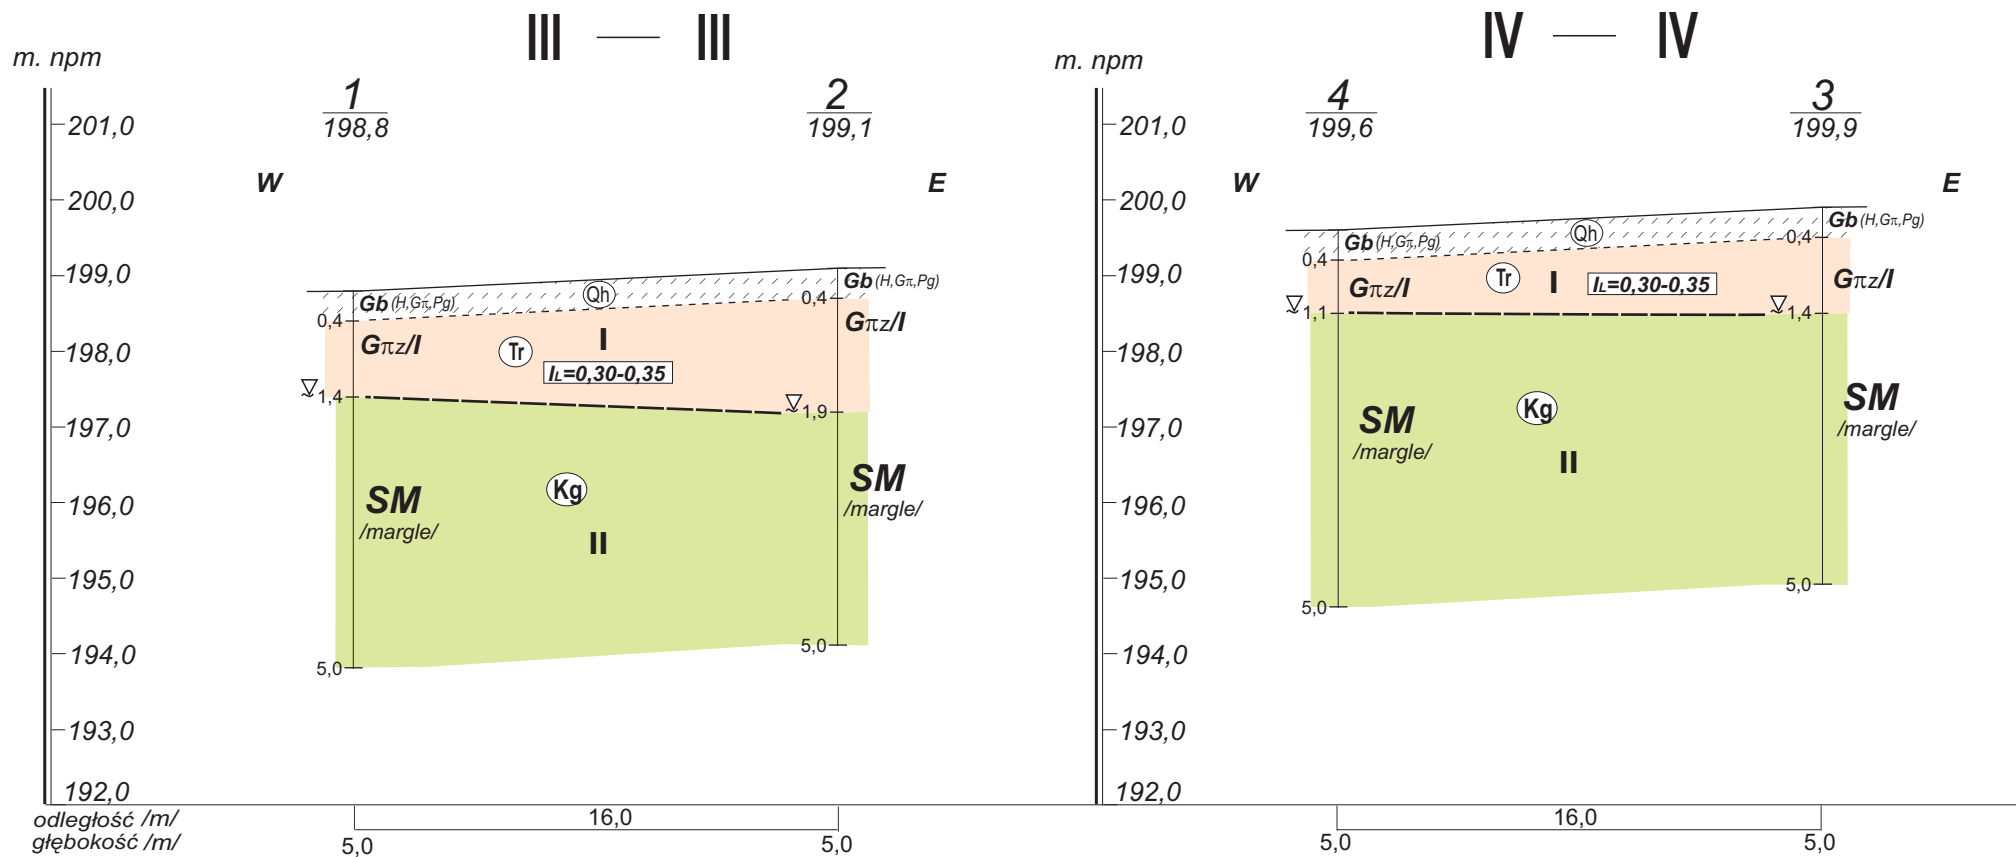 III — III
m. npm
1
198,8
2
199,1
201,0
W
E
200,0
199,0
Gb (H,Gπ,Pg)
Qh
Gb (H,Gπ,Pg)
0,4
0,4
Gπz/I
Tr
I
Gπz/I
198,0
IL=0,30-0,35
1,4
1,9
197,0
SM
/margle/
Kg
SM
/margle/
196,0
II
195,0
5,0
5,0
194,0
193,0
192,0
odległość /m/
16,0
głębokość /m/
5,0
5,0
IV — IV
m. npm
4
199,6
3
199,9
201,0
W
E
200,0
Gb (H,Gπ,Pg)
Qh
Gb (H,Gπ,Pg)
0,4
0,4
199,0
Gπz/I
Tr
I
IL=0,30-0,35
Gπz/I
1,1
1,4
198,0
SM
/margle/
Kg
SM
/margle/
197,0
II
196,0
195,0
5,0
5,0
194,0
193,0
192,0
16,0
5,0
5,0